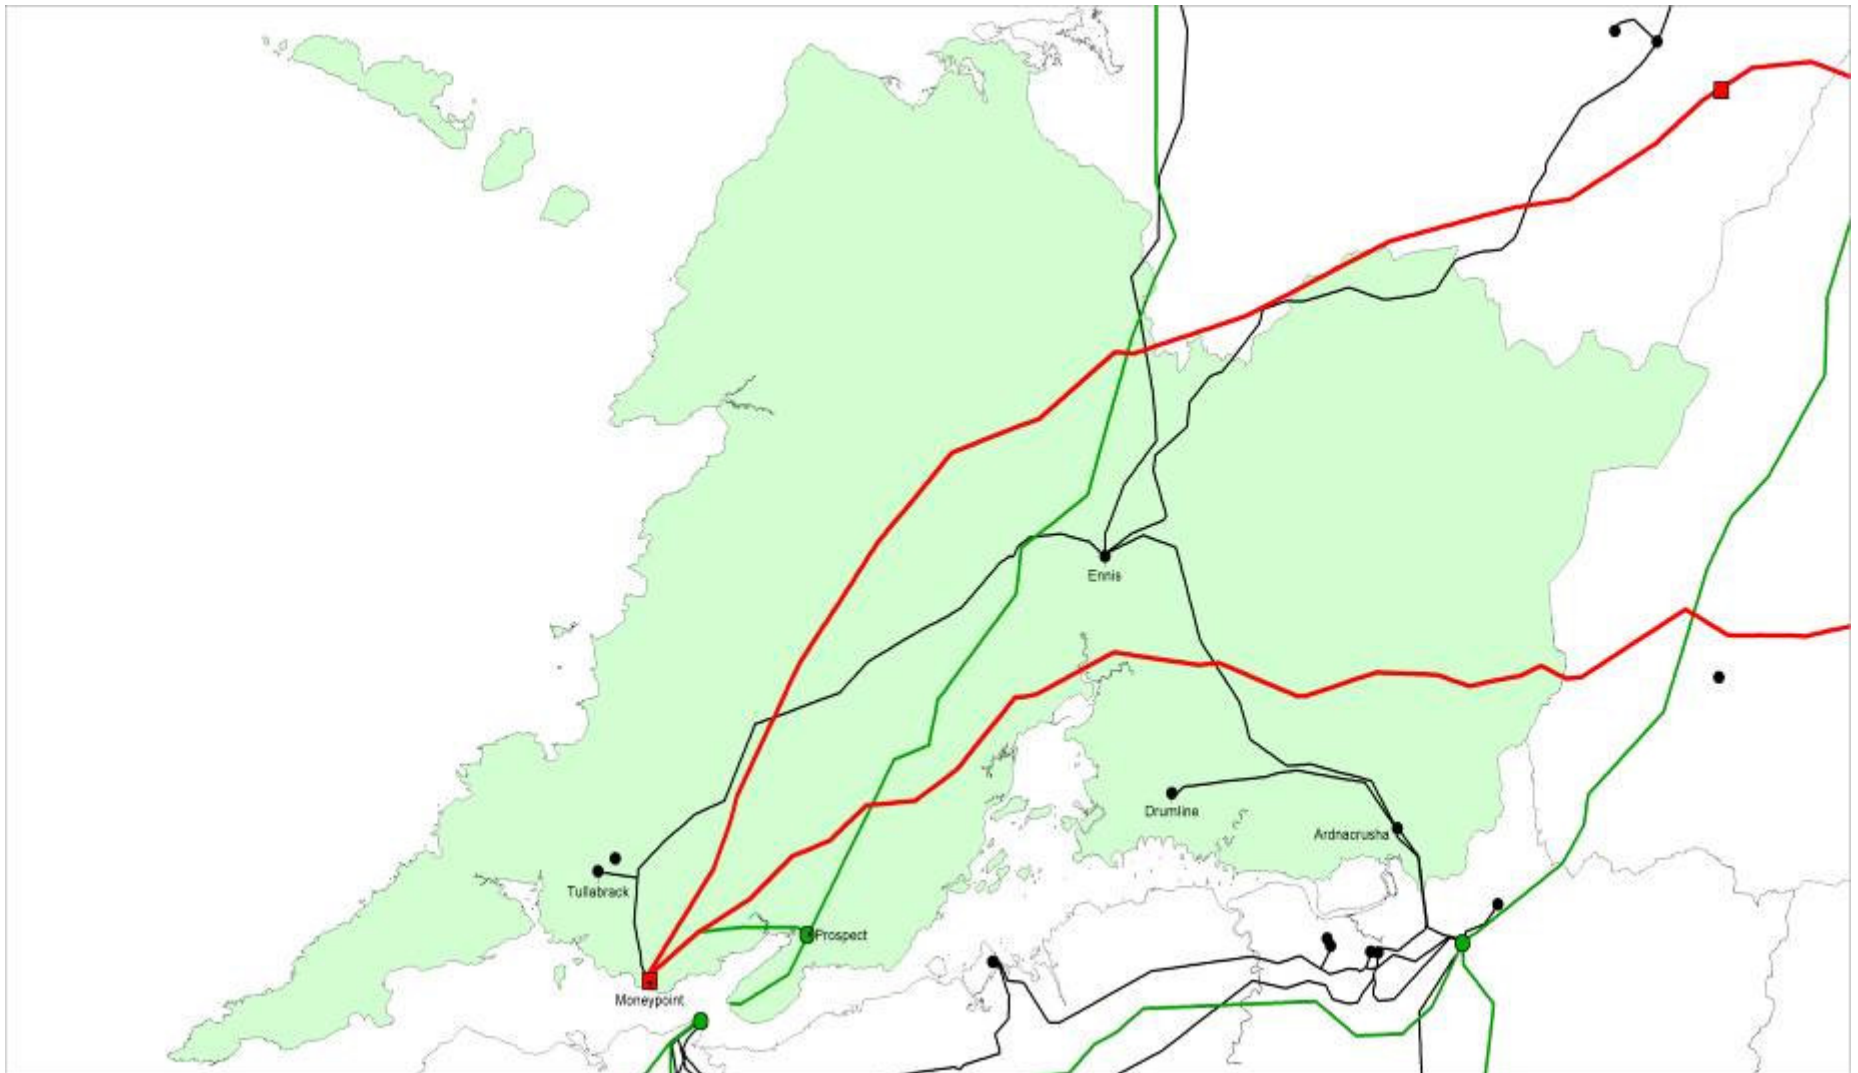 Ennis
Drumline
Ardnacrusha
Tullabrack
Prospect
Moneypoint